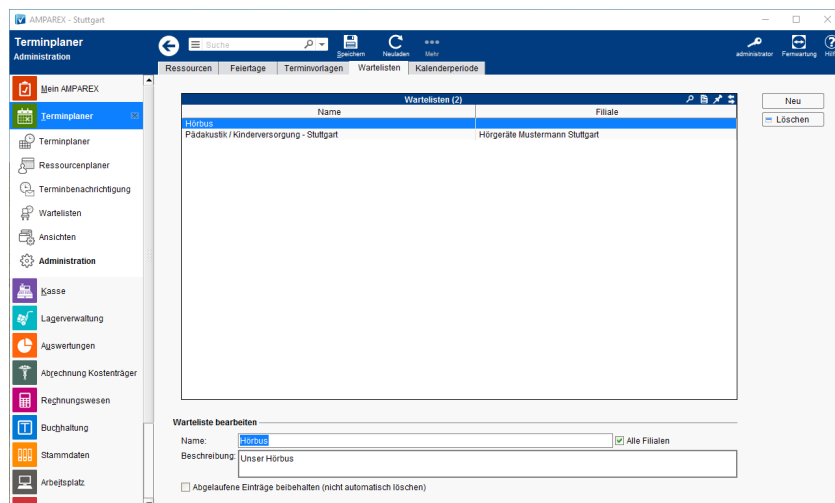 AMPAREX - Stuttgart
Terminplaner
Administration
Suche
Speichern
Neuladen
Mehr
administrator
Fernwartung
Hilf
Ressourcen
Feiertage
Terminvorlagen
Wartelisten
Kalenderperiode
Mein AMPAREX
Terminplaner
Terminplaner
Ressourcenplaner
Terminbenachrichtigung
Wartelisten
Ansichten
Administration
Kasse
Lagerverwaltung
Auswertungen
Abrechnung Kostenträger
Rechnungswesen
Buchhaltung
Stammdaten
Arbeitsplatz
Wartelisten (2)
Name Filiale
Hörbus
Pädakustik / Kinderversorgung - Stuttgart Hörgeräte Mustermann Stuttgart
Neu
Löschen
Warteliste bearbeiten
Name: Hörbus Alle Filialen
Beschreibung: Unser Hörbus
Abgelaufene Einträge beibehalten (nicht automatisch löschen)